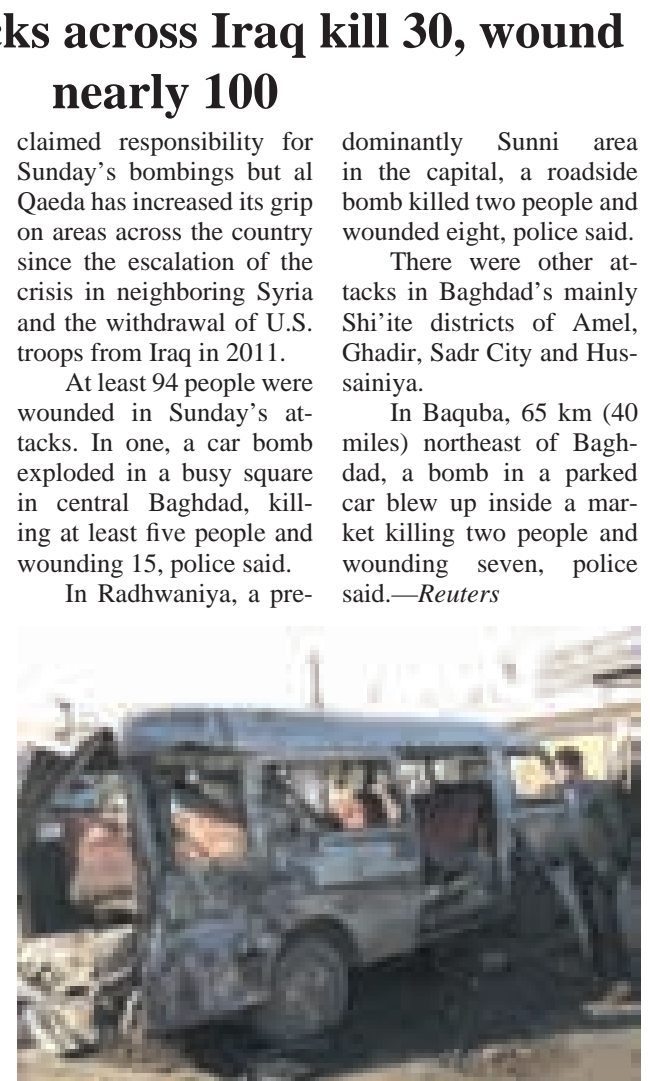 ks across Iraq kill 30, wound
nearly 100
claimed responsibility for
Sunday’s bombings but al
Qaeda has increased its grip
on areas across the country
since the escalation of the
crisis in neighboring Syria
and the withdrawal of U.S.
troops from Iraq in 2011.
At least 94 people were
wounded in Sunday’s at-
tacks. In one, a car bomb
exploded in a busy square
in central Baghdad, kill-
ing at least five people and
wounding 15, police said.
In Radhwaniya, a pre-
dominantly Sunni area
in the capital, a roadside
bomb killed two people and
wounded eight, police said.
There were other at-
tacks in Baghdad’s mainly
Shi’ite districts of Amel,
Ghadir, Sadr City and Hus-
sainiya.
In Baquba, 65 km (40
miles) northeast of Bagh-
dad, a bomb in a parked
car blew up inside a mar-
ket killing two people and
wounding seven, police
said.—Reuters